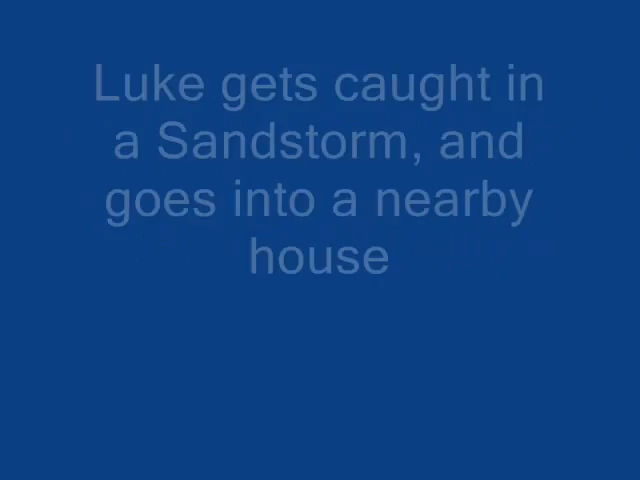 Luke gets caught in
a Sandstorm, and
goes into a nearby
house